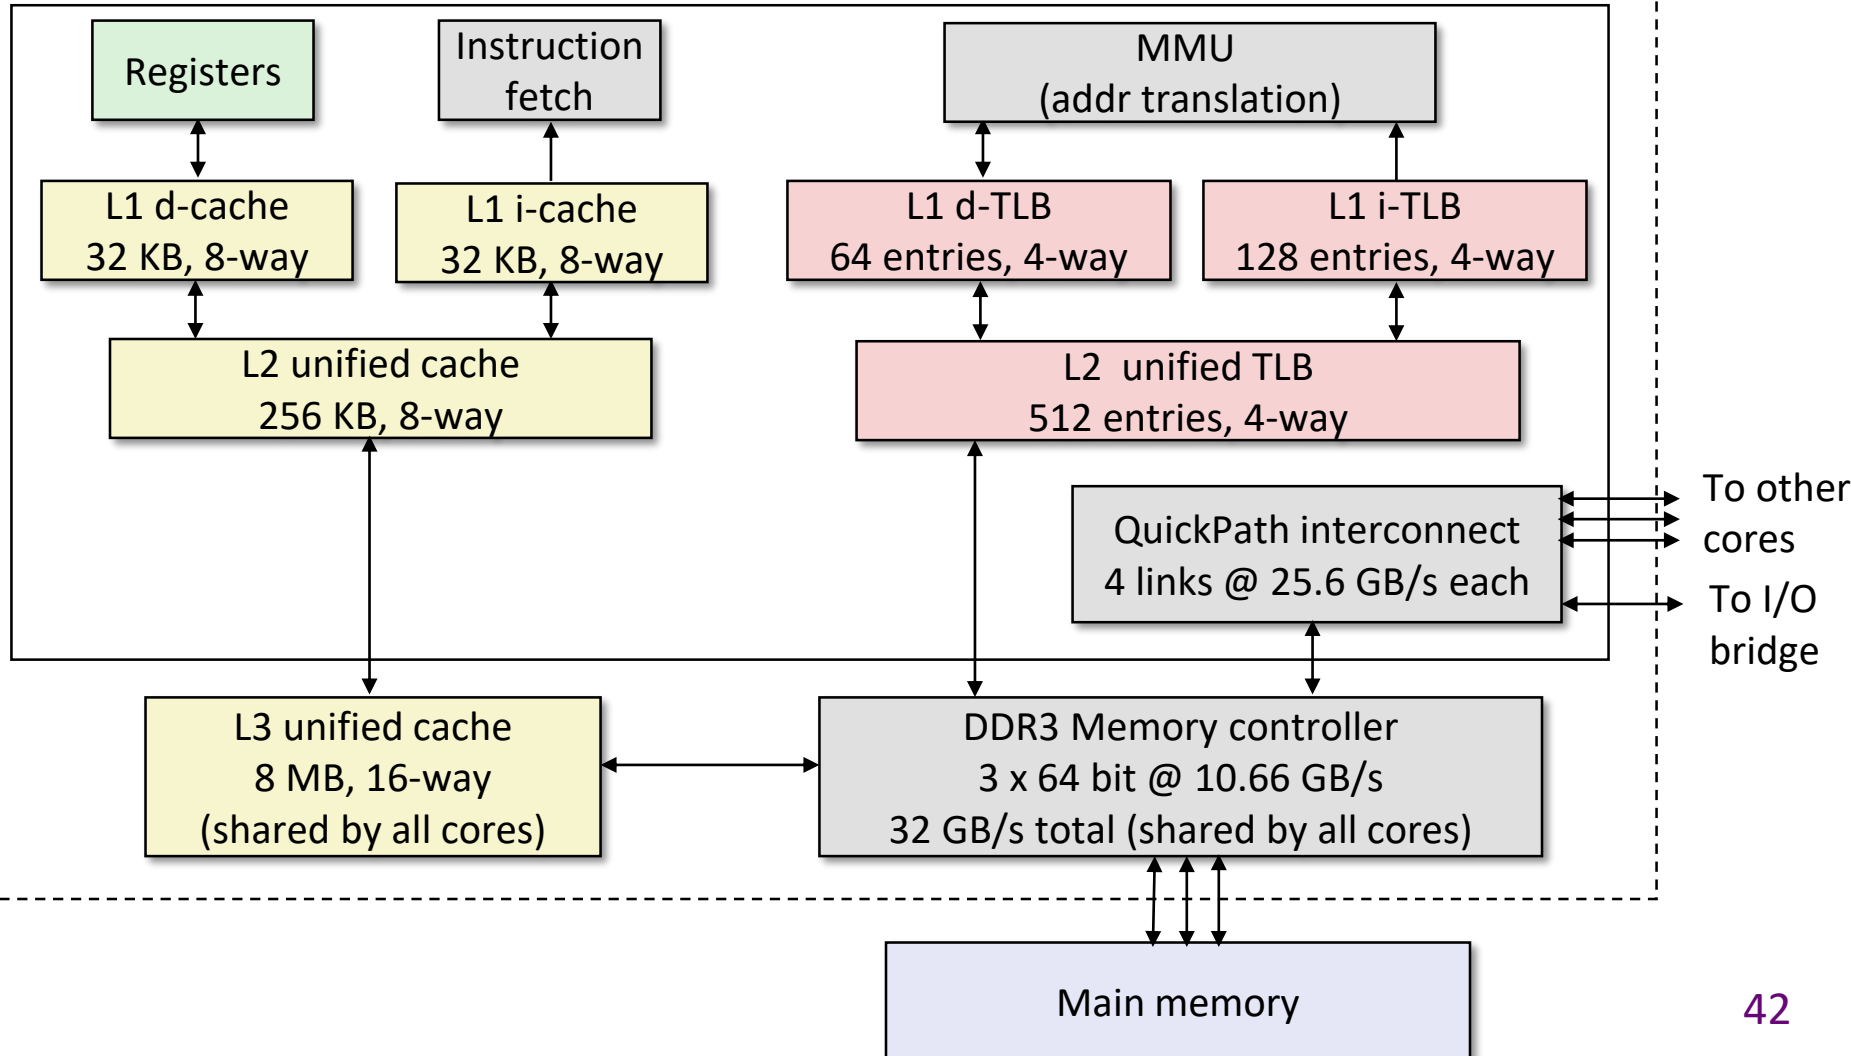 Registers
Instruction
fetch
MMU
(addr translation)
L1 d-cache
32 KB, 8-way
L1 i-cache
32 KB, 8-way
L1 d-TLB
64 entries, 4-way
L1 i-TLB
128 entries, 4-way
L2 unified cache
256 KB, 8-way
L2  unified TLB
512 entries, 4-way
QuickPath interconnect
4 links @ 25.6 GB/s each
To other
cores
To I/O
bridge
L3 unified cache
8 MB, 16-way
(shared by all cores)
DDR3 Memory controller
3 x 64 bit @ 10.66 GB/s
32 GB/s total (shared by all cores)
Main memory
42